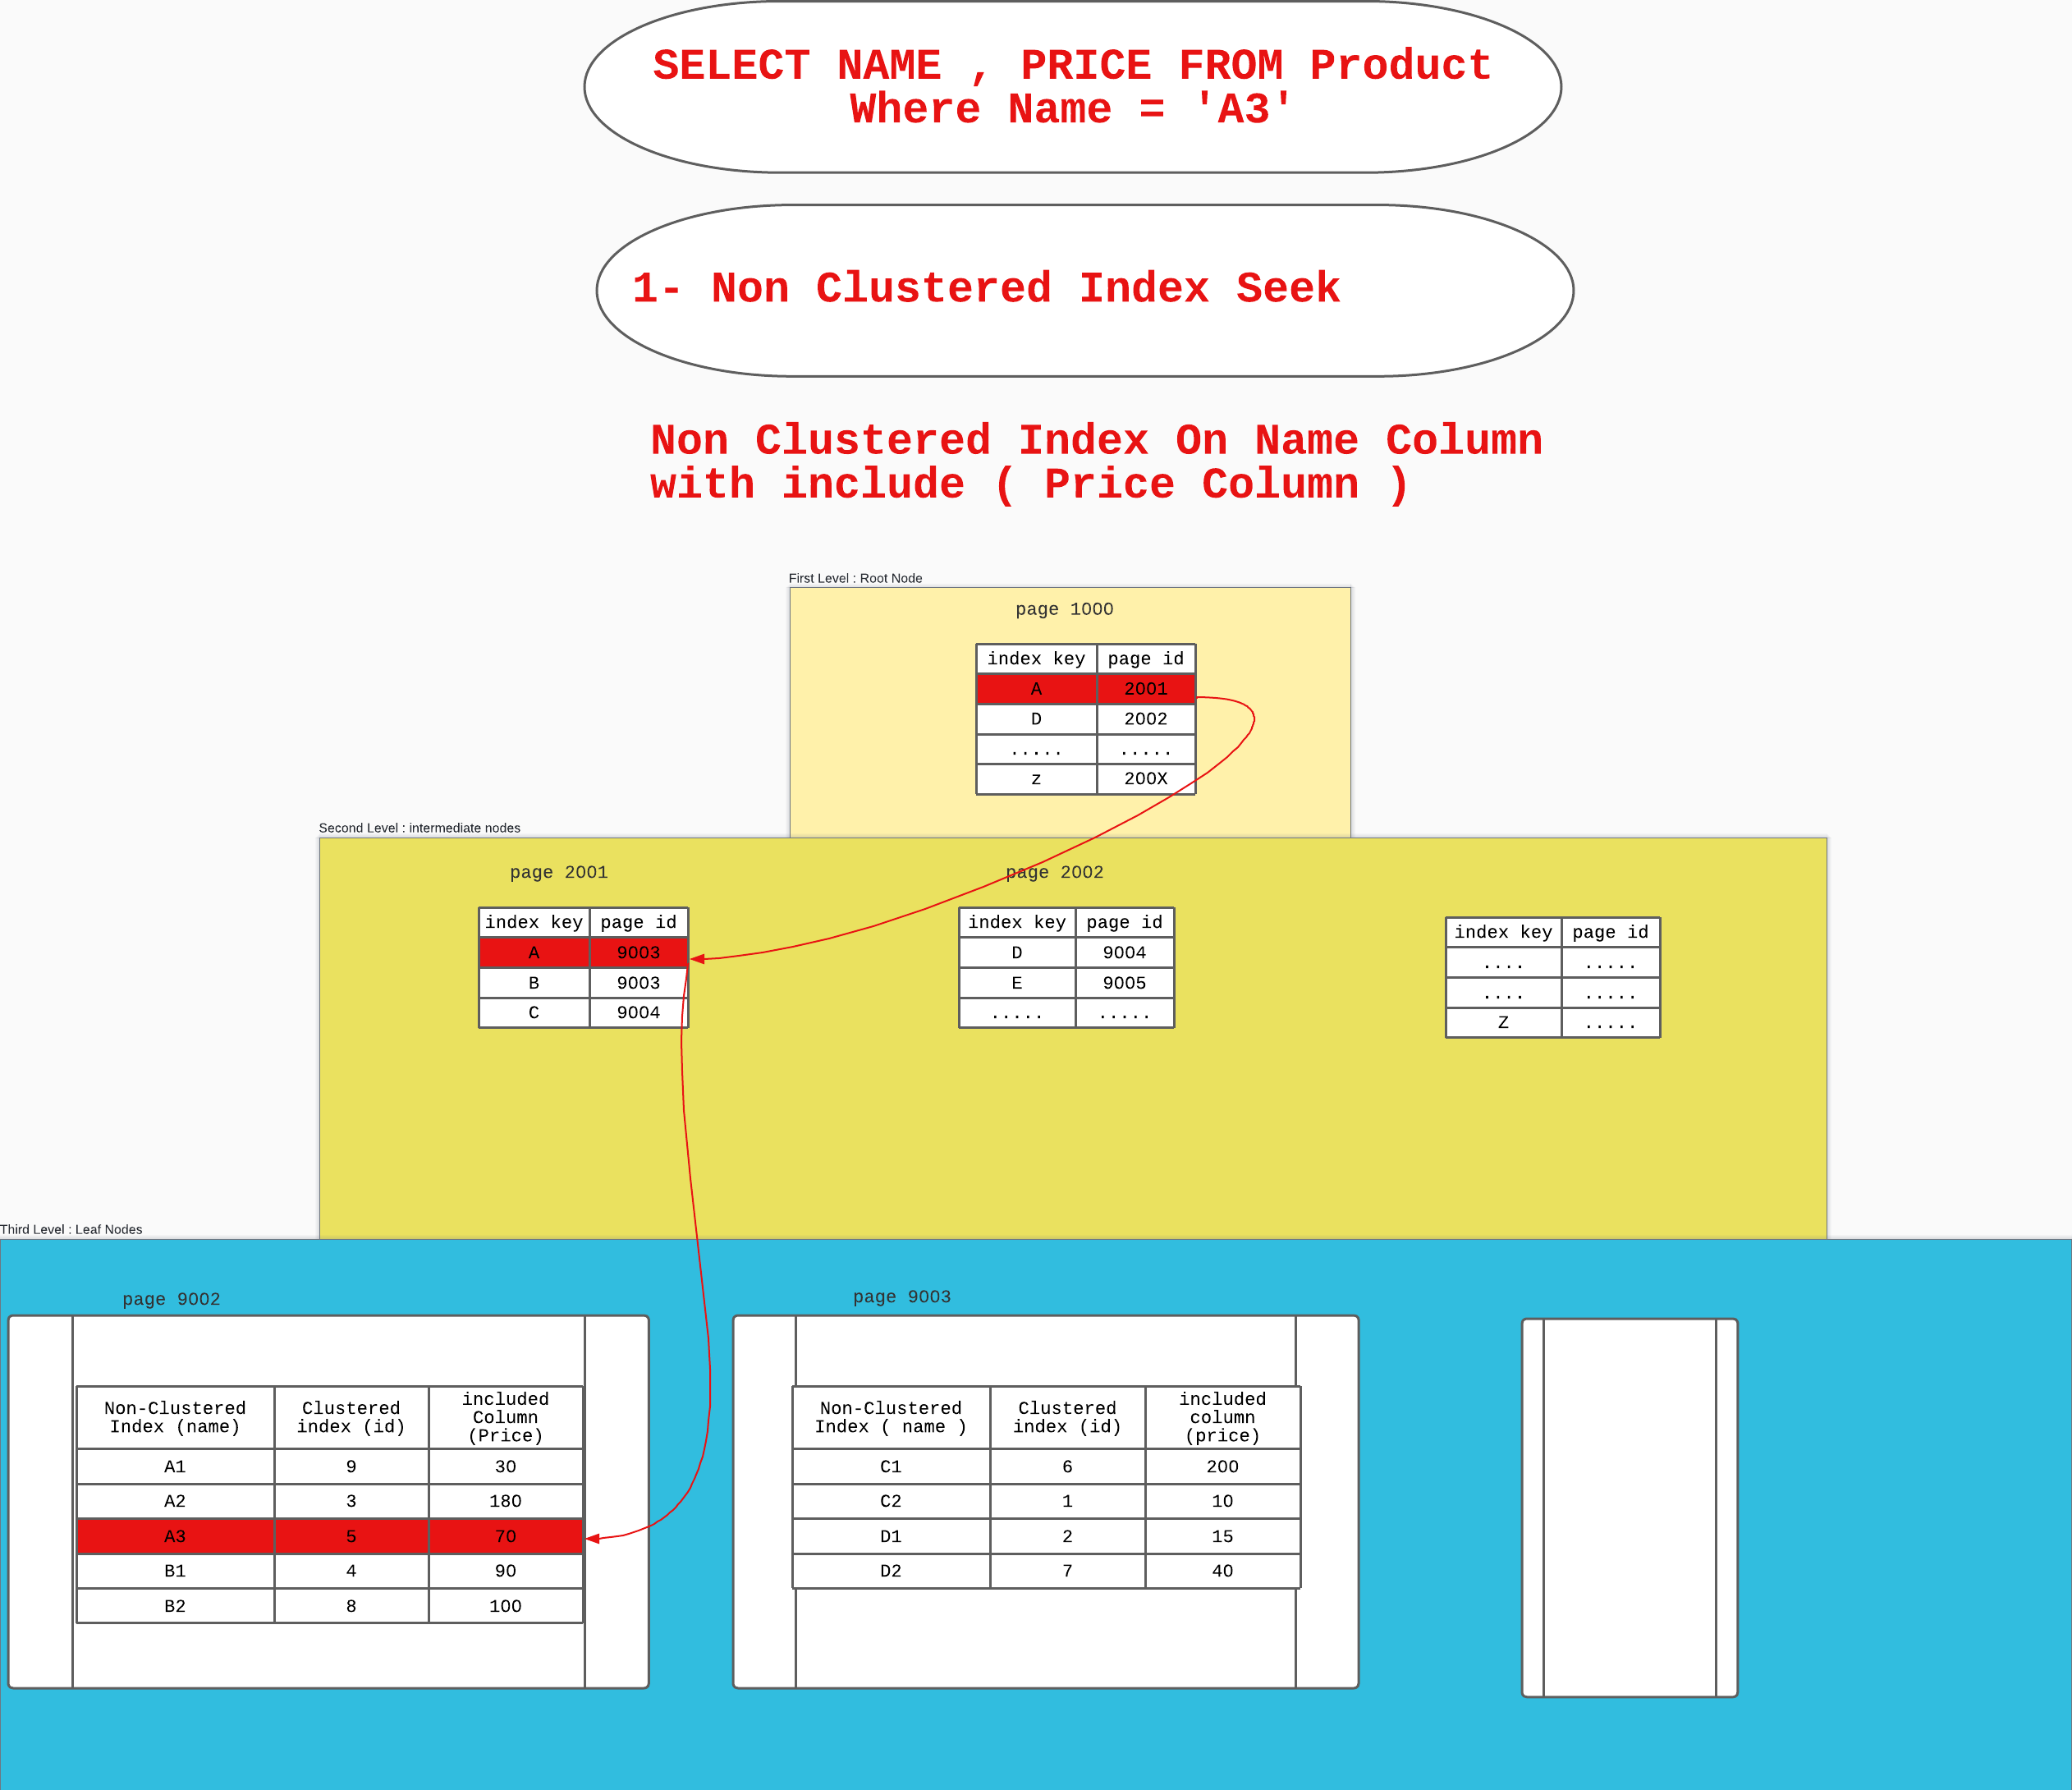 SELECT NAME , PRICE FROM Product
Where Name = 'A3'
1- Non Clustered Index Seek
Non Clustered Index On Name Column
with include ( Price Column )
First Level : Root Node
page 1000
index key page id
A 2001
D 2002
..... .....
z 200X
Second Level : intermediate nodes
page 2001
index key page id
A 9003
B 9003
C 9004
page 2002
index key page id
D 9004
E 9005
..... .....
index key page id
.... .....
.... .....
Z .....
Third Level : Leaf Nodes
page 9002
Non-Clustered Index (name) Clustered index (id) included Column (Price)
A1 9 30
A2 3 180
A3 5 70
B1 4 90
B2 8 100
page 9003
Non-Clustered Index ( name ) Clustered index (id) included column (price)
C1 6 200
C2 1 10
D1 2 15
D2 7 40